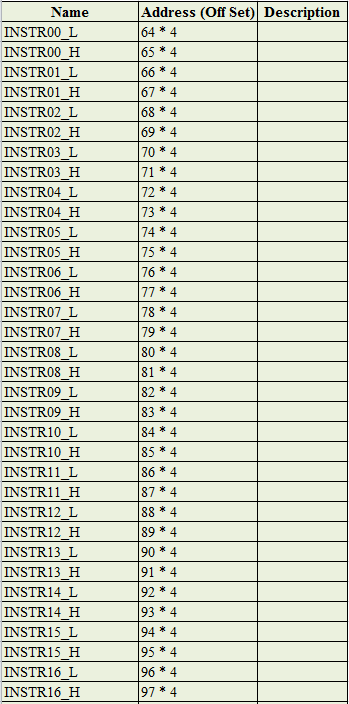 Name Address (Off Set) Description
INSTR00_L 64 * 4
INSTR00_H 65 * 4
INSTR01_L 66 * 4
INSTR01_H 67 * 4
INSTR02_L 68 * 4
INSTR02_H 69 * 4
INSTR03_L 70 * 4
INSTR03_H 71 * 4
INSTR04_L 72 * 4
INSTR04_H 73 * 4
INSTR05_L 74 * 4
INSTR05_H 75 * 4
INSTR06_L 76 * 4
INSTR06_H 77 * 4
INSTR07_L 78 * 4
INSTR07_H 79 * 4
INSTR08_L 80 * 4
INSTR08_H 81 * 4
INSTR09_L 82 * 4
INSTR09_H 83 * 4
INSTR10_L 84 * 4
INSTR10_H 85 * 4
INSTR11_L 86 * 4
INSTR11_H 87 * 4
INSTR12_L 88 * 4
INSTR12_H 89 * 4
INSTR13_L 90 * 4
INSTR13_H 91 * 4
INSTR14_L 92 * 4
INSTR14_H 93 * 4
INSTR15_L 94 * 4
INSTR15_H 95 * 4
INSTR16_L 96 * 4
INSTR16_H 97 * 4